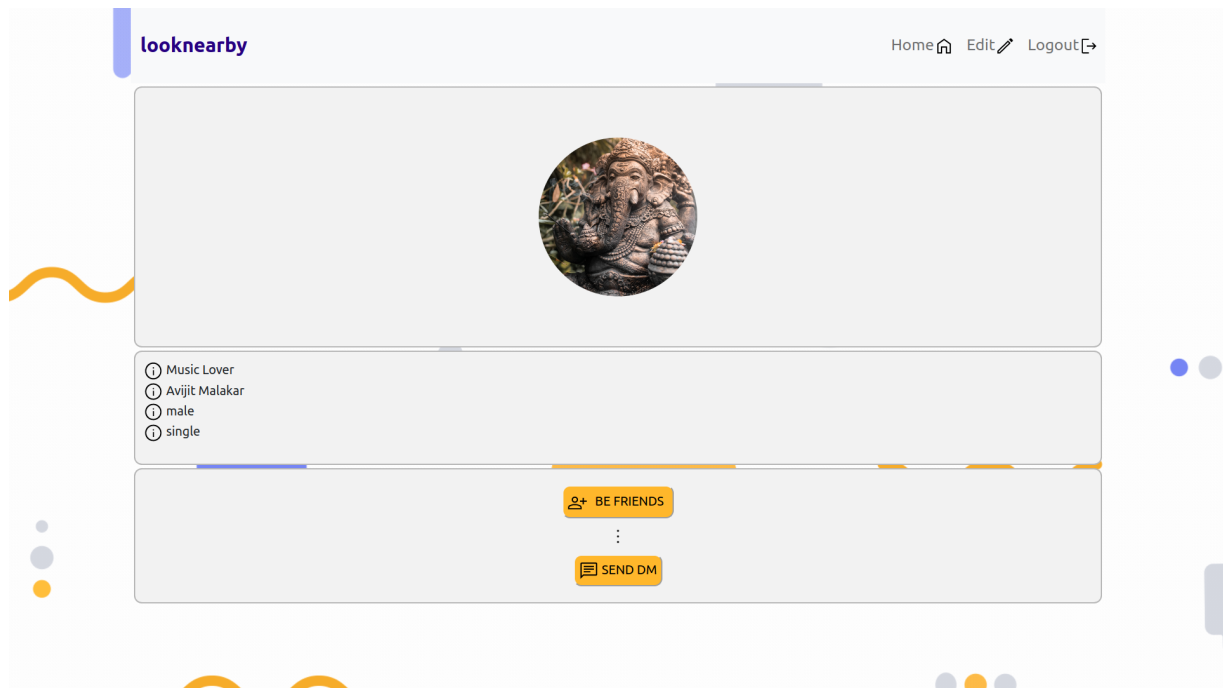 looknearby
Home Edit Logout
Music Lover
Avijit Malakar
male
single
BE FRIENDS
SEND DM